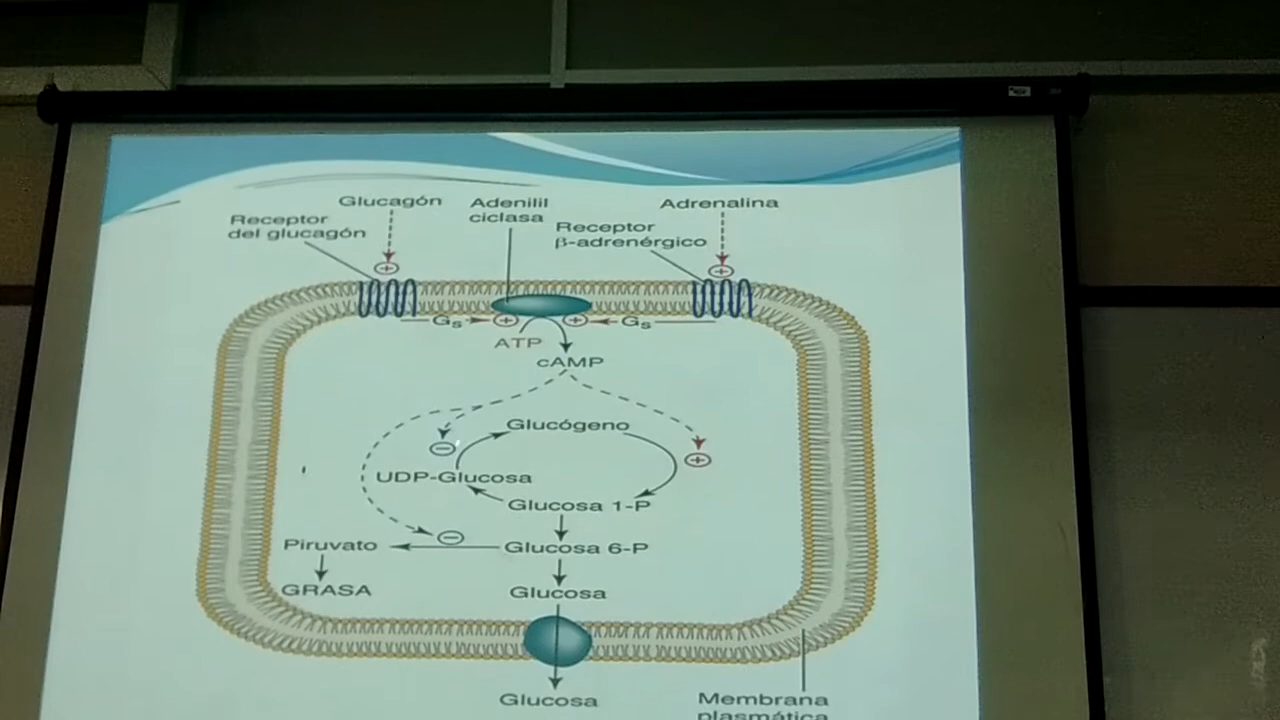 Glucagón
Adenilil
ciclasa
Adrenalina
Receptor
del glucagón
Receptor
β-adrenérgico
+
+
Gs
+
+
Gs
ATP
cAMP
Glucógeno
−
+
UDP-Glucosa
Glucosa 1-P
−
Piruvato
Glucosa 6-P
GRASA
Glucosa
Glucosa
Membrana
plasmática